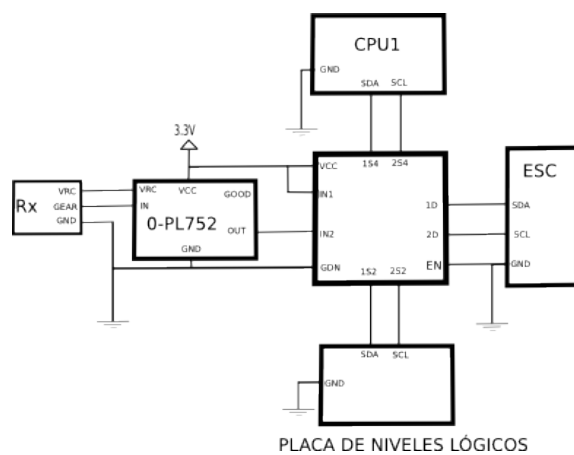 CPU1
GND
SDA SCL
3.3V
VCC 1S4 2S4
ESC
Rx
VRC
GEAR
GND
VRC VCC GOOD
IN
0-PL752
OUT
GND
IN1
IN2
GDN
1D
2D
EN
1S2 2S2
SDA
SCL
GND
SDA SCL
GND
PLACA DE NIVELES LÓGICOS